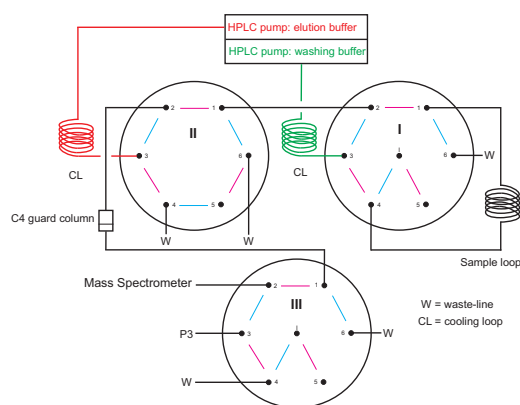 HPLC pump: elution buffer
HPLC pump: washing buffer
2 1
II
3 6
4 5
CL
W W
C4 guard column
2 1
I
3 I 6 W
4 5
CL
Sample loop
Mass Spectrometer
2 1
III
P3 3 I 6 W
W 4 5
W = waste-line
CL = cooling loop